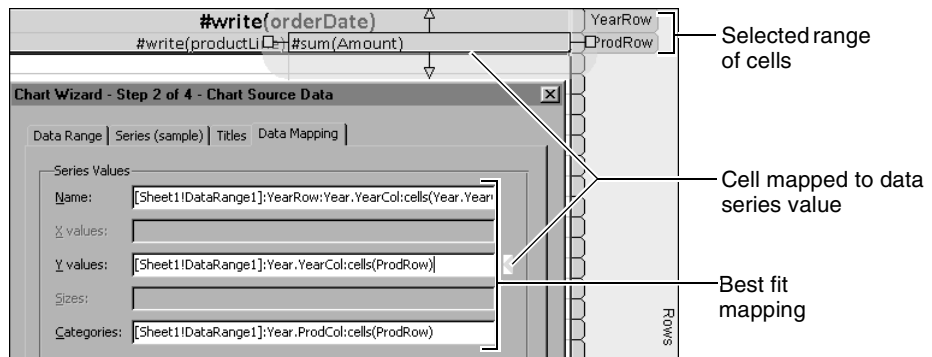 #write(orderDate)
YearRow
#write(productLi
#sum(Amount)
ProdRow
Selected range
of cells
Chart Wizard - Step 2 of 4 - Chart Source Data
Data Range
Series (sample)
Titles
Data Mapping
Series Values
Name:
[Sheet1!DataRange1]:YearRow:Year.YearCol:cells(Year.Year
X values:
Cell mapped to data
series value
Y values:
[Sheet1!DataRange1]:Year.YearCol:cells(ProdRow)
Sizes:
Best fit
mapping
Categories:
[Sheet1!DataRange1]:Year.ProdCol:cells(ProdRow)
Rows